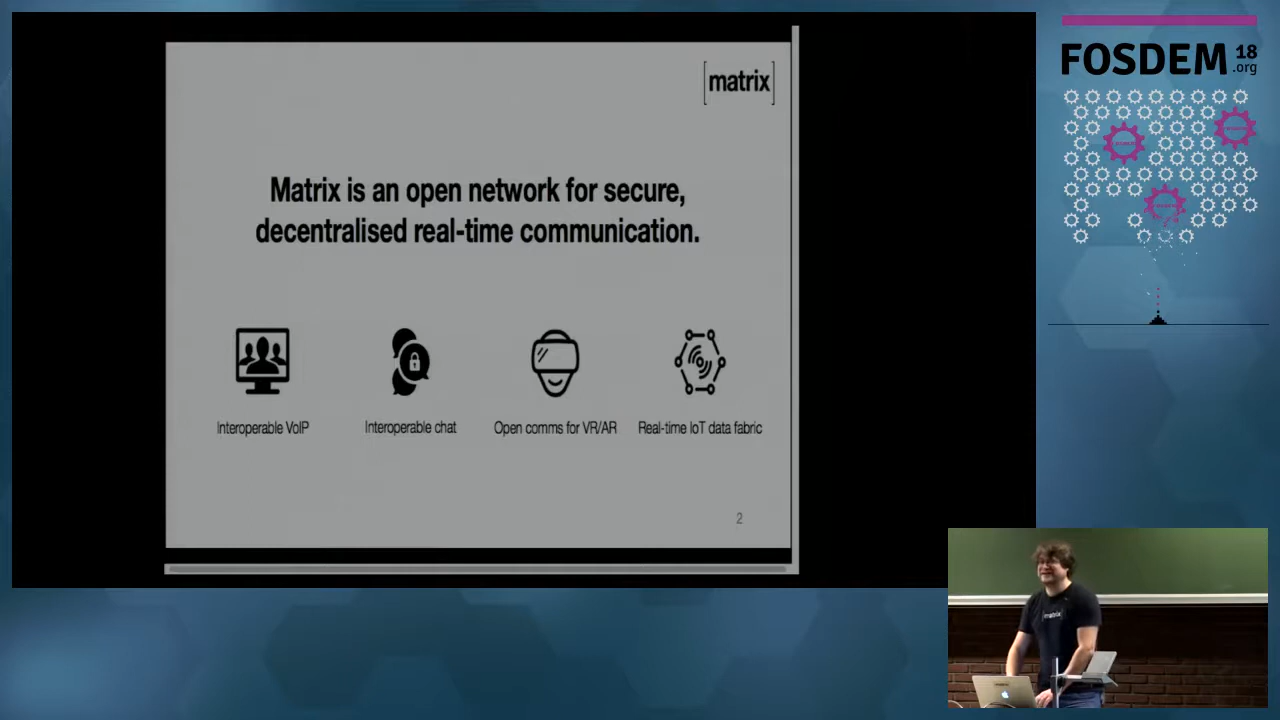 [matrix]
Matrix is an open network for secure,
decentralised real-time communication.
Interoperable VoIP
Interoperable chat
Open comms for VR/AR
Real-time IoT data fabric
2
FOSDEM 18
.org
[matrix]